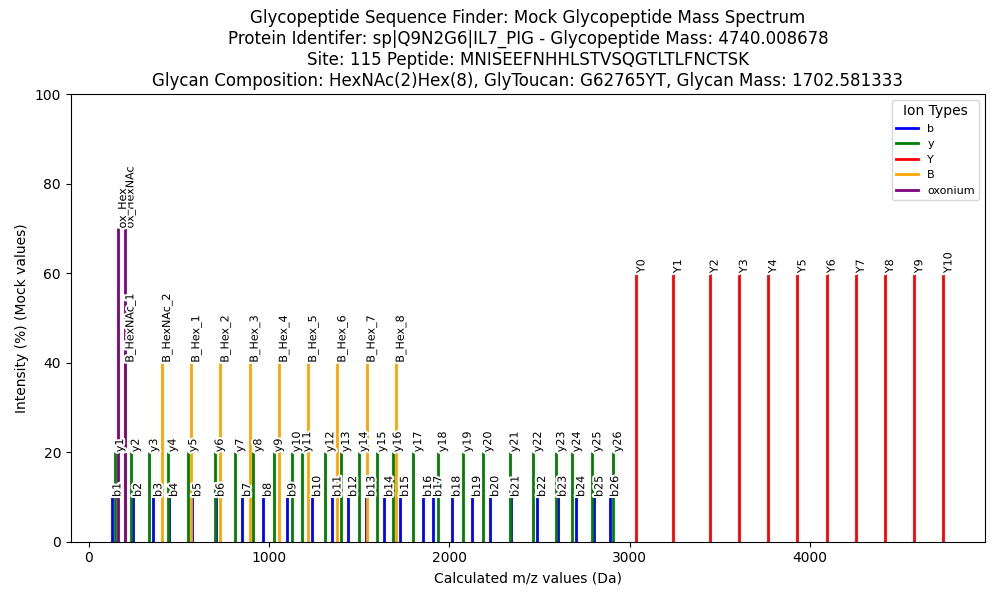 Glycopeptide Sequence Finder: Mock Glycopeptide Mass Spectrum
Protein Identifer: sp|Q9N2G6|IL7_PIG - Glycopeptide Mass: 4740.008678
Site: 115 Peptide: MNISEEFNHHLSTVSQGTLTLFNCTSK
Glycan Composition: HexNAc(2)Hex(8), GlyToucan: G62765YT, Glycan Mass: 1702.581333
Intensity (%) (Mock values)
100
80
60
40
20
0
Ion Types
b
y
Y
B
oxonium
ox_Hex
ox_HexNAc
Y0
Y1
Y2
Y3
Y4
Y5
Y6
Y7
Y8
Y9
Y10
B_HexNAc_1
B_HexNAc_2
B_Hex_1
B_Hex_2
B_Hex_3
B_Hex_4
B_Hex_5
B_Hex_6
B_Hex_7
B_Hex_8
y1
y2
y3
y4
y5
y6
y7
y8
y9
y10
y11
y12
y13
y14
y15
y16
y17
y18
y19
y20
y21
y22
y23
y24
y25
y26
b1
b2
b3
b4
b5
b6
b7
b8
b9
b10
b11
b12
b13
b14
b15
b16
b17
b18
b19
b20
b21
b22
b23
b24
b25
b26
0
1000
2000
3000
4000
Calculated m/z values (Da)